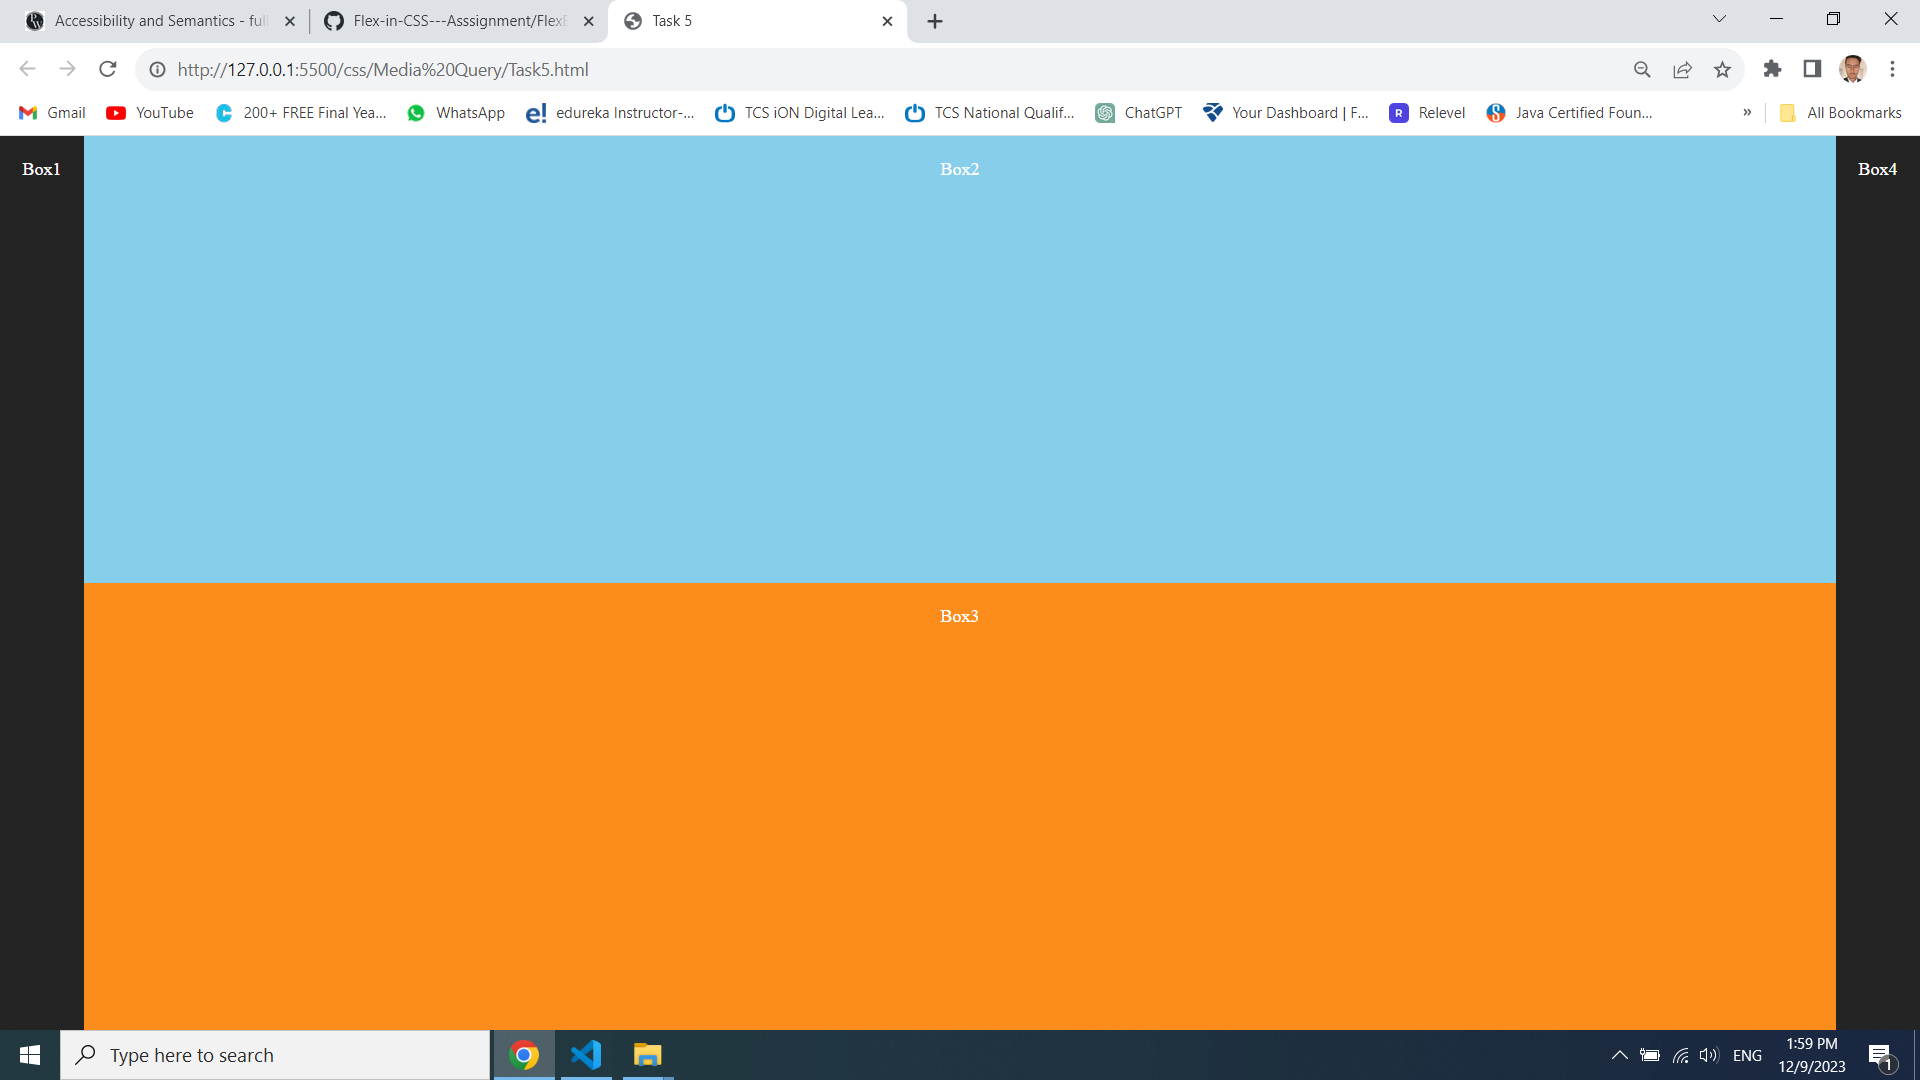 Accessibility and Semantics - full
Flex-in-CSS---Asssignment/FlexB
Task 5
http://127.0.0.1:5500/css/Media%20Query/Task5.html
Gmail
YouTube
200+ FREE Final Yea...
WhatsApp
edureka Instructor-...
TCS iON Digital Lea...
TCS National Qualif...
ChatGPT
Your Dashboard | F...
R
Relevel
Java Certified Foun...
»
All Bookmarks
Box1
Box2
Box4
Box3
Type here to search
ENG
1:59 PM
12/9/2023
1